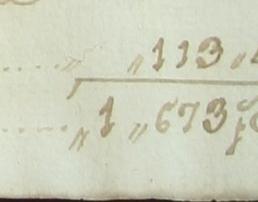 ....." „113„
....." „1„673